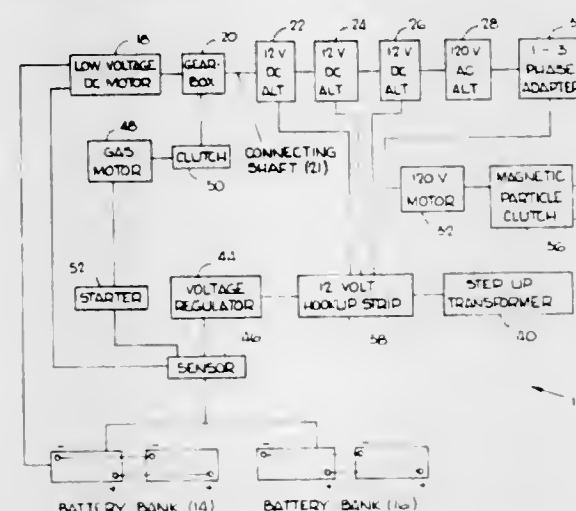 18
20
22
24
26
28
LOW VOLTAGE
DC MOTOR
GEAR-
BOX
12 V
DC
ALT
12 V
DC
ALT
12 V
DC
ALT
120 V
AC
ALT
1 - 3
PHASE
ADAPTER
48
GAS
MOTOR
CLUTCH
50
CONNECTING
SHAFT (21)
120 V
MOTOR
52
MAGNETIC
PARTICLE
CLUTCH
56
52
STARTER
44
VOLTAGE
REGULATOR
46
12 VOLT
HOOKUP STRIP
58
STEP UP
TRANSFORMER
40
SENSOR
BATTERY BANK (14)
BATTERY BANK (16)